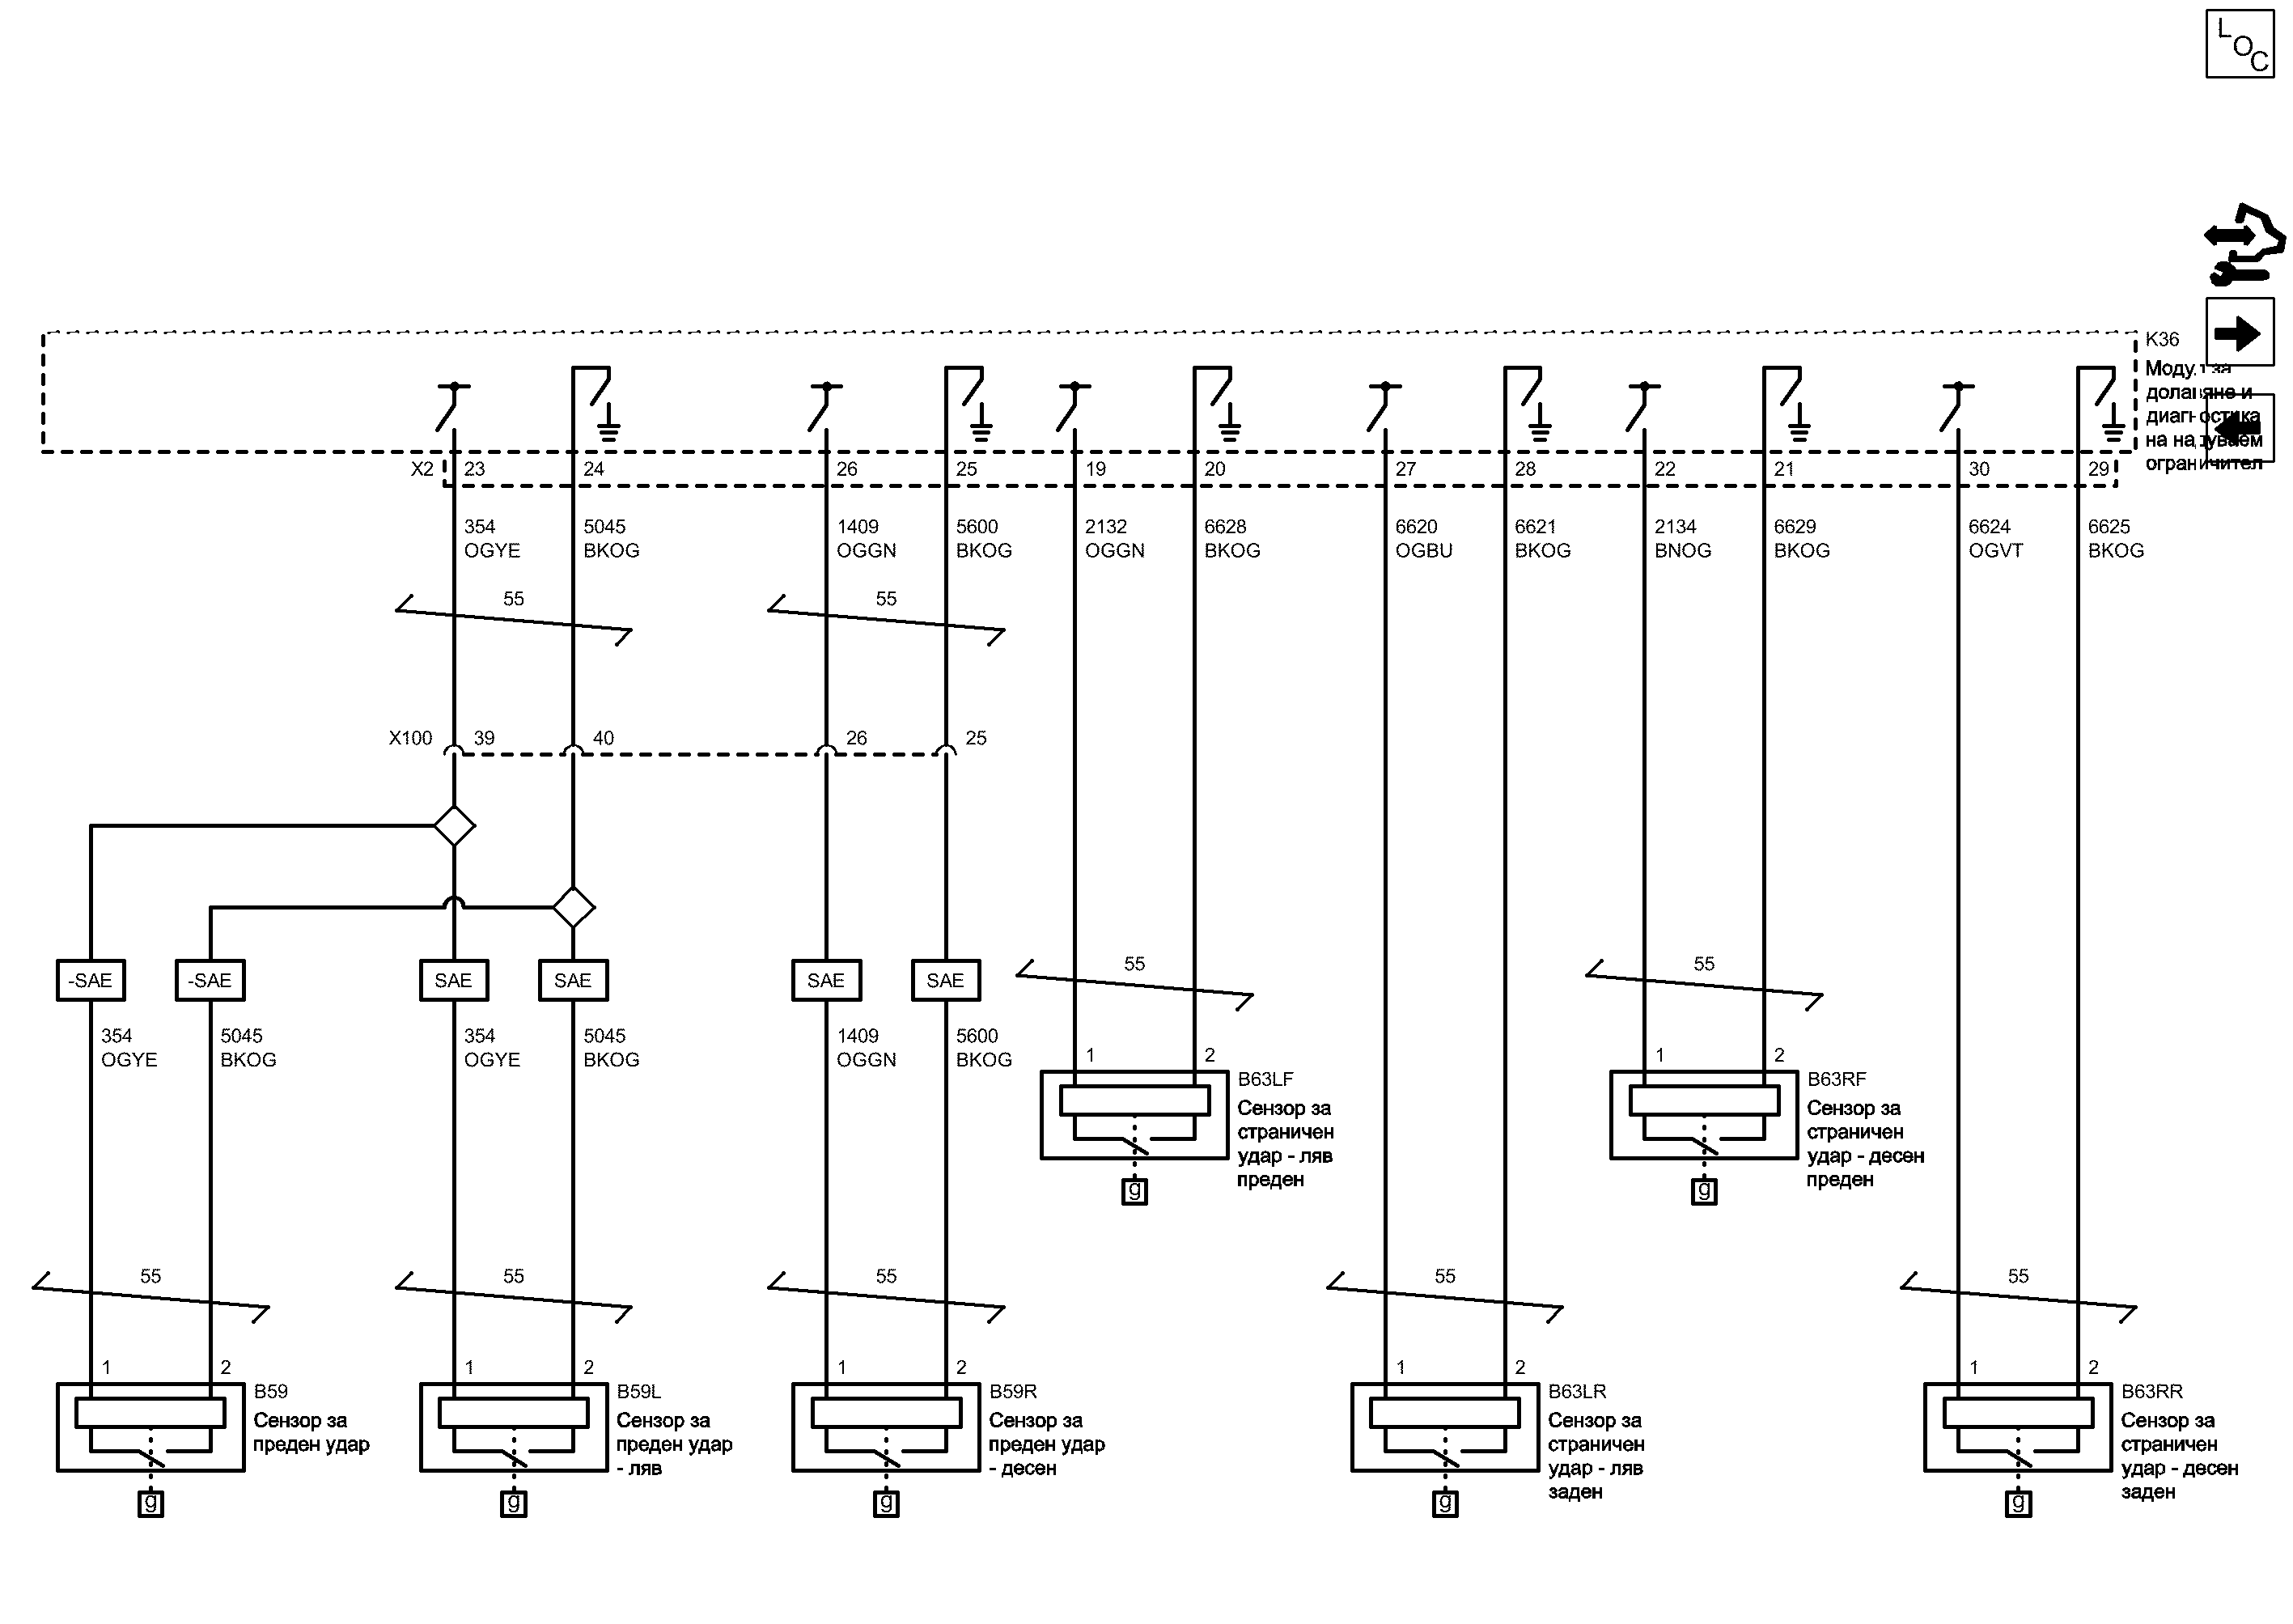 L
O
C
K36
Модул за
долавяне и
диагностика
на надуваем
ограничител
X2 23 24 26 25 19 20 27 28 22 21 30 29
354 5045 1409 5600 2132 6628 6620 6621 2134 6629 6624 6625
OGYE BKOG OGGN BKOG OGGN BKOG OGBU BKOG BNOG BKOG OGVT BKOG
55 55
X100 39 40 26 25
55 55
-SAE -SAE SAE SAE SAE SAE
354 5045 354 5045 1409 5600
OGYE BKOG OGYE BKOG OGGN BKOG
1 2 1 2
B63LF
Сензор за
страничен
удар - ляв
преден
g
B63RF
Сензор за
страничен
удар - десен
преден
g
55 55 55 55 55
1 2 1 2 1 2 1 2 1 2
B59
Сензор за
преден удар
g
B59L
Сензор за
преден удар
- ляв
g
B59R
Сензор за
преден удар
- десен
g
B63LR
Сензор за
страничен
удар - ляв
заден
g
B63RR
Сензор за
страничен
удар - десен
заден
g